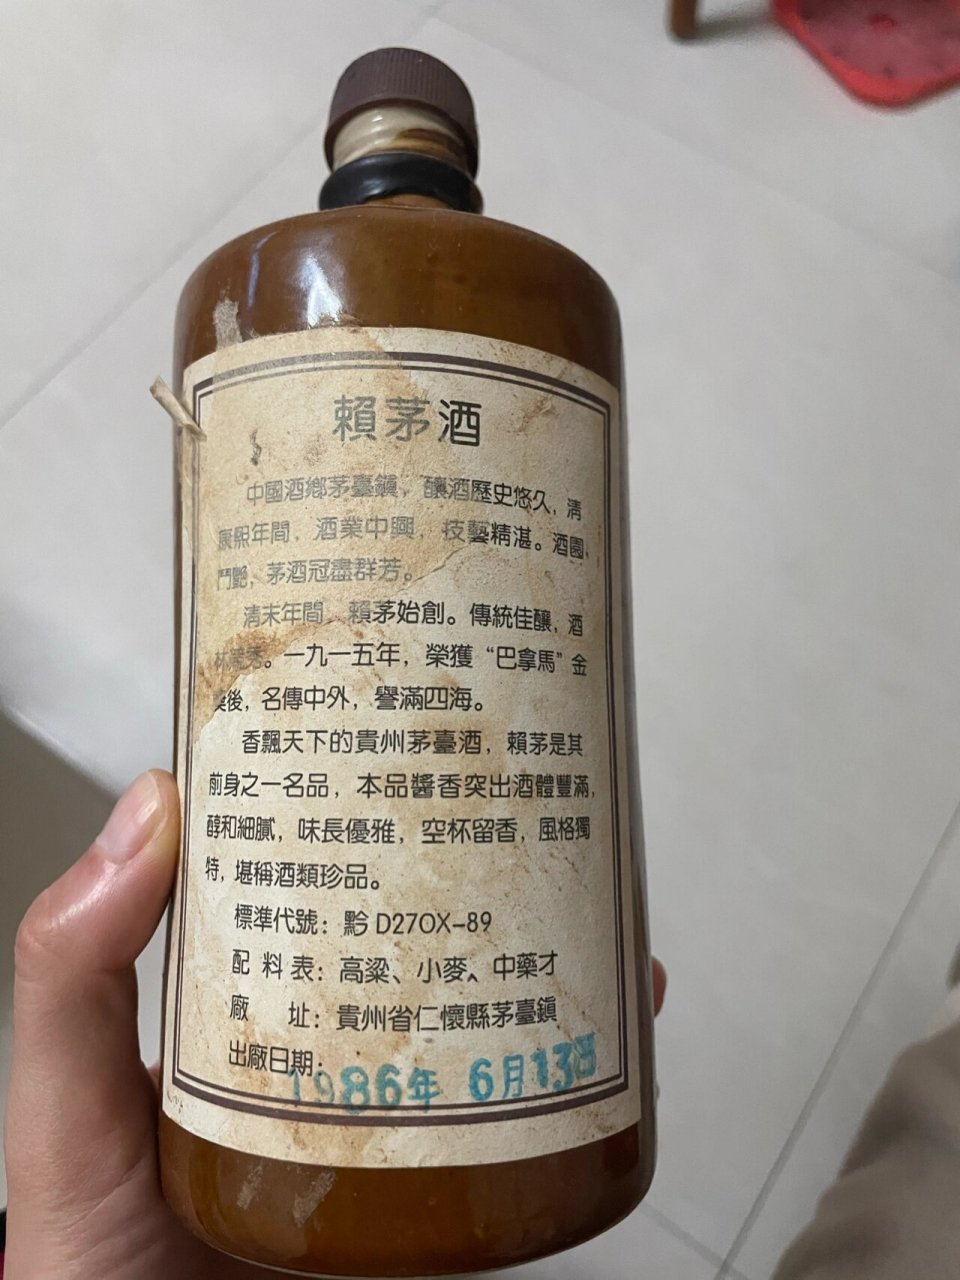 賴茅酒
中國酒鄉茅臺鎮，釀酒歷史悠久，清
康熙年間，酒業中興，技藝精湛。酒園
鬥艷，茅酒冠盡群芳。
清末年間 賴茅始創。傳統佳釀，酒
林 秀。一九一五年，榮獲“巴拿馬”金
獎後，名傳中外，譽滿四海。
香飄天下的貴州茅臺酒，賴茅是其
前身之一名品，本品醬香突出酒體豐滿，
醇和細膩，味長優雅，空杯留香，風格獨
特，堪稱酒類珍品。
標準代號：黔D270X-89
配料表：高粱、小麥、中藥才
廠 址：貴州省仁懷縣茅臺鎮
出廠日期：
1986年 6月13日